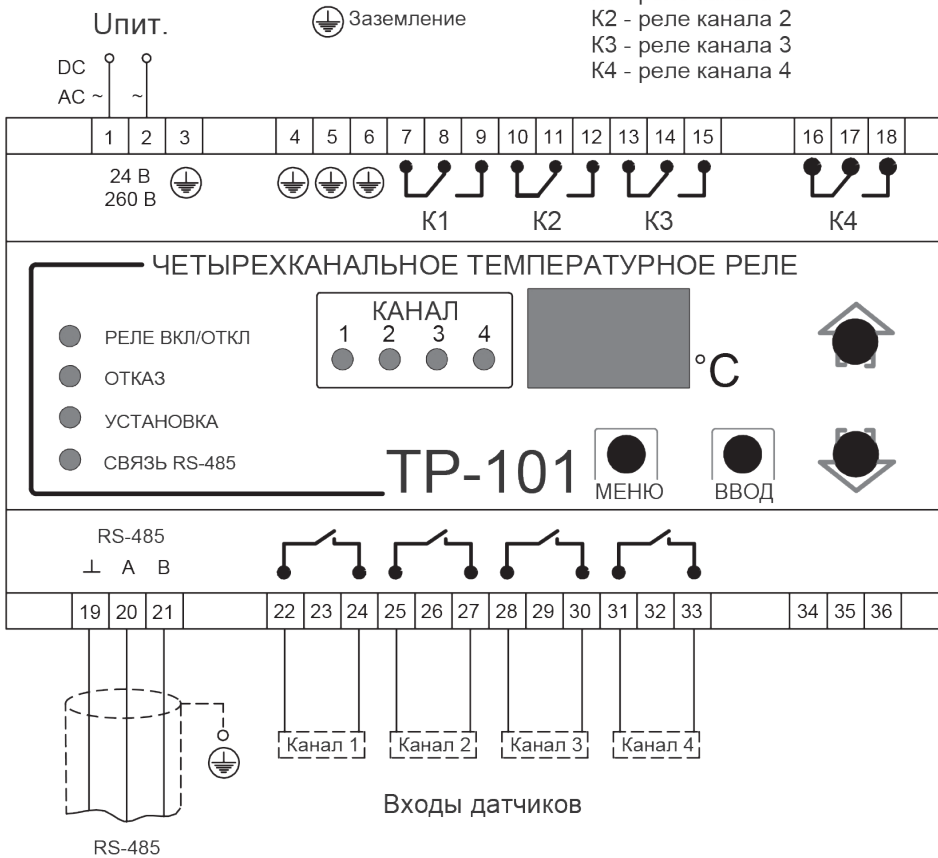 Uпит.
Заземление
К2 - реле канала 2
К3 - реле канала 3
К4 - реле канала 4
DC
AC ~ ~
1 2 3 4 5 6 7 8 9 10 11 12 13 14 15 16 17 18
24 В
260 В
К1 К2 К3 К4
ЧЕТЫРЕХКАНАЛЬНОЕ ТЕМПЕРАТУРНОЕ РЕЛЕ
КАНАЛ
1 2 3 4
РЕЛЕ ВКЛ/ОТКЛ
ОТКАЗ
УСТАНОВКА
СВЯЗЬ RS-485
°C
ТР-101
МЕНЮ
ВВОД
RS-485
⊥ A B
19 20 21 22 23 24 25 26 27 28 29 30 31 32 33 34 35 36
Канал 1 Канал 2 Канал 3 Канал 4
Входы датчиков
RS-485